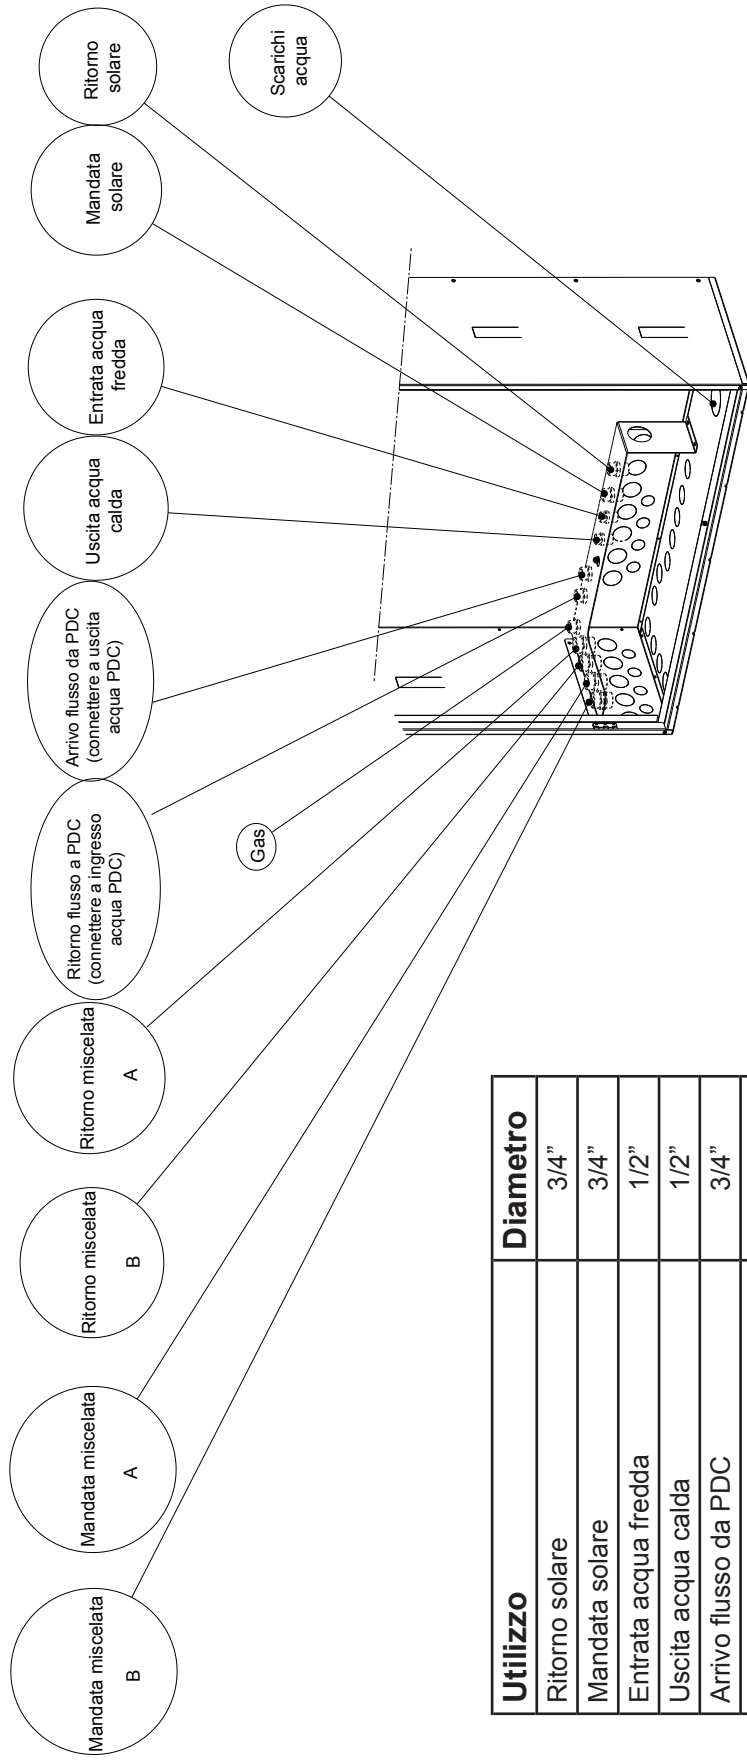 Mandata miscelata
B
Mandata miscelata
A
Ritorno miscelata
B
Ritorno miscelata
A
Ritorno flusso a PDC
(connettere a ingresso
acqua PDC)
Arrivo flusso da PDC
(connettere a uscita
acqua PDC)
Uscita acqua
calda
Entrata acqua
fredda
Mandata
solare
Ritorno
solare
Gas
Scarichi
acqua
Utilizzo Diametro
Ritorno solare 3/4”
Mandata solare 3/4”
Entrata acqua fredda 1/2”
Uscita acqua calda 1/2”
Arrivo flusso da PDC 3/4”